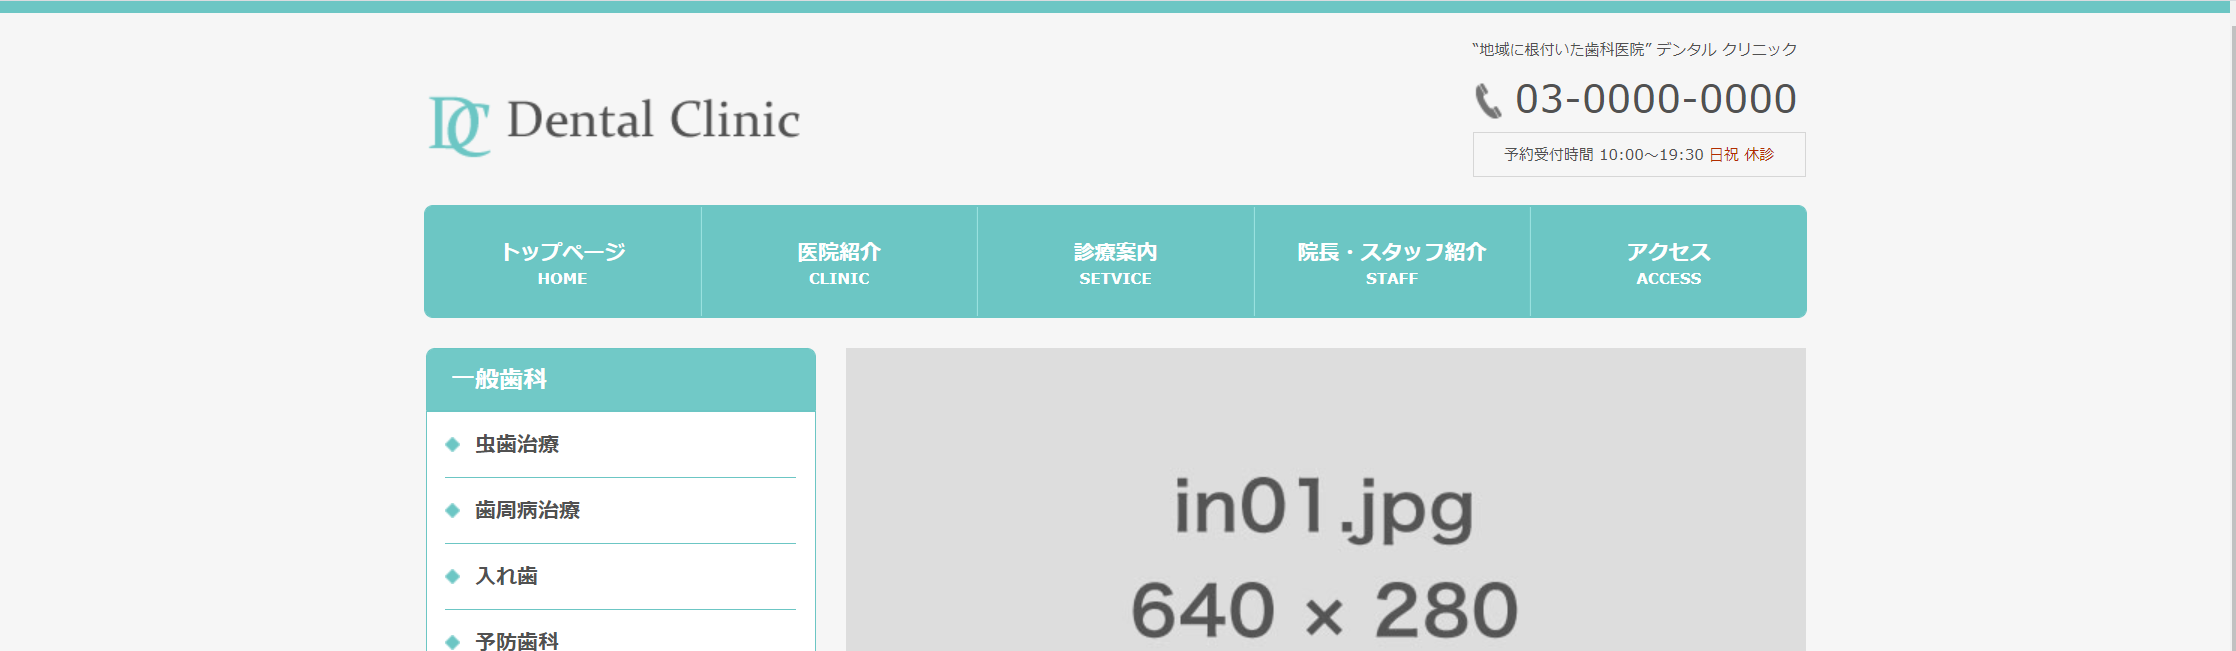 “地域に根付いた歯科医院” デンタル クリニック
DC Dental Clinic
03-0000-0000
予約受付時間 10:00～19:30 日祝 休診
トップページ
HOME
医院紹介
CLINIC
診療案内
SETVICE
院長・スタッフ紹介
STAFF
アクセス
ACCESS
一般歯科
虫歯治療
歯周病治療
入れ歯
予防歯科
in01.jpg
640 × 280